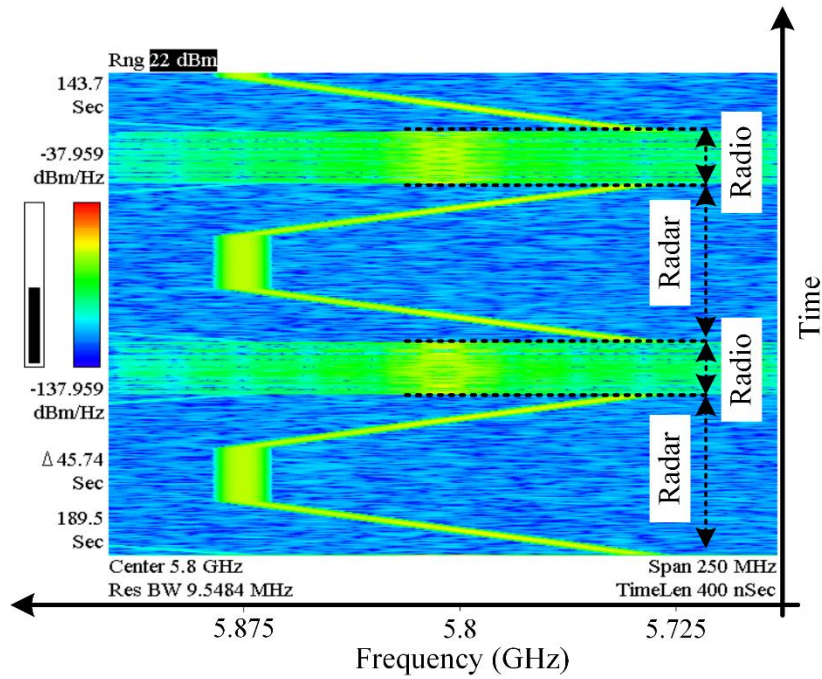 Rng 22 dBm
143.7
Sec
-37.959
dBm/Hz
-137.959
dBm/Hz
Δ 45.74
Sec
189.5
Sec
Radio
Radar
Radio
Radar
Time
Center 5.8 GHz
Span 250 MHz
Res BW 9.5484 MHz
TimeLen 400 nSec
5.875
5.8
5.725
Frequency (GHz)